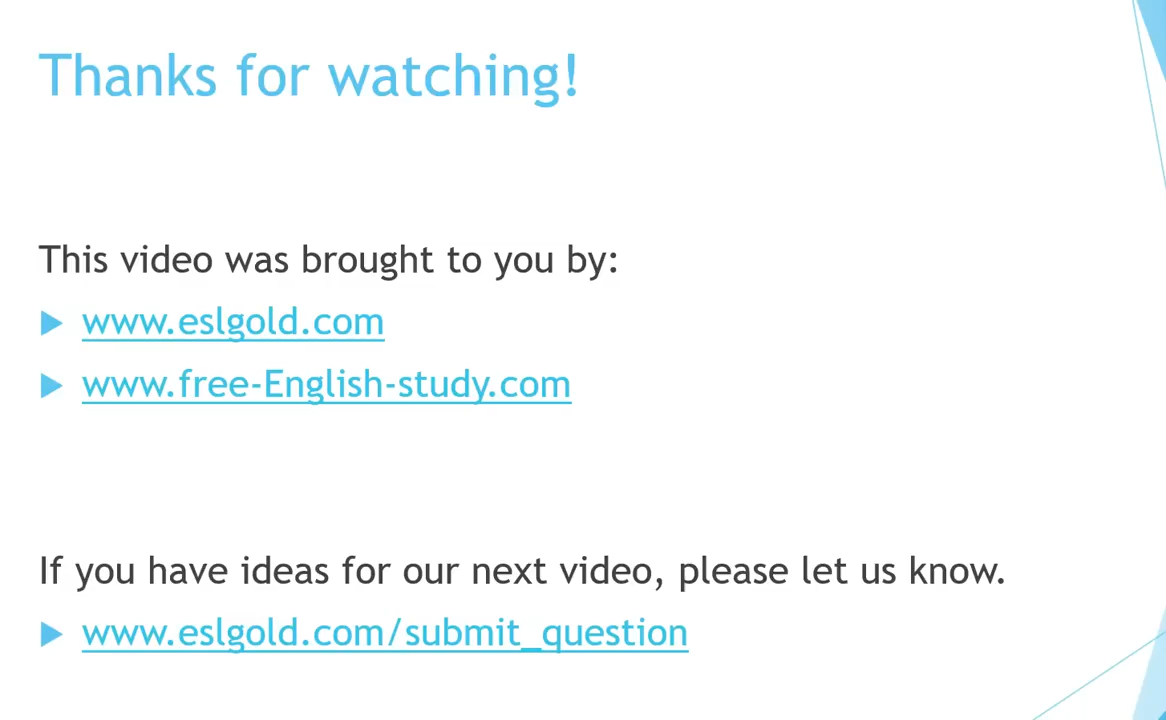 Thanks for watching!
This video was brought to you by:
www.eslgold.com
www.free-English-study.com
If you have ideas for our next video, please let us know.
www.eslgold.com/submit_question